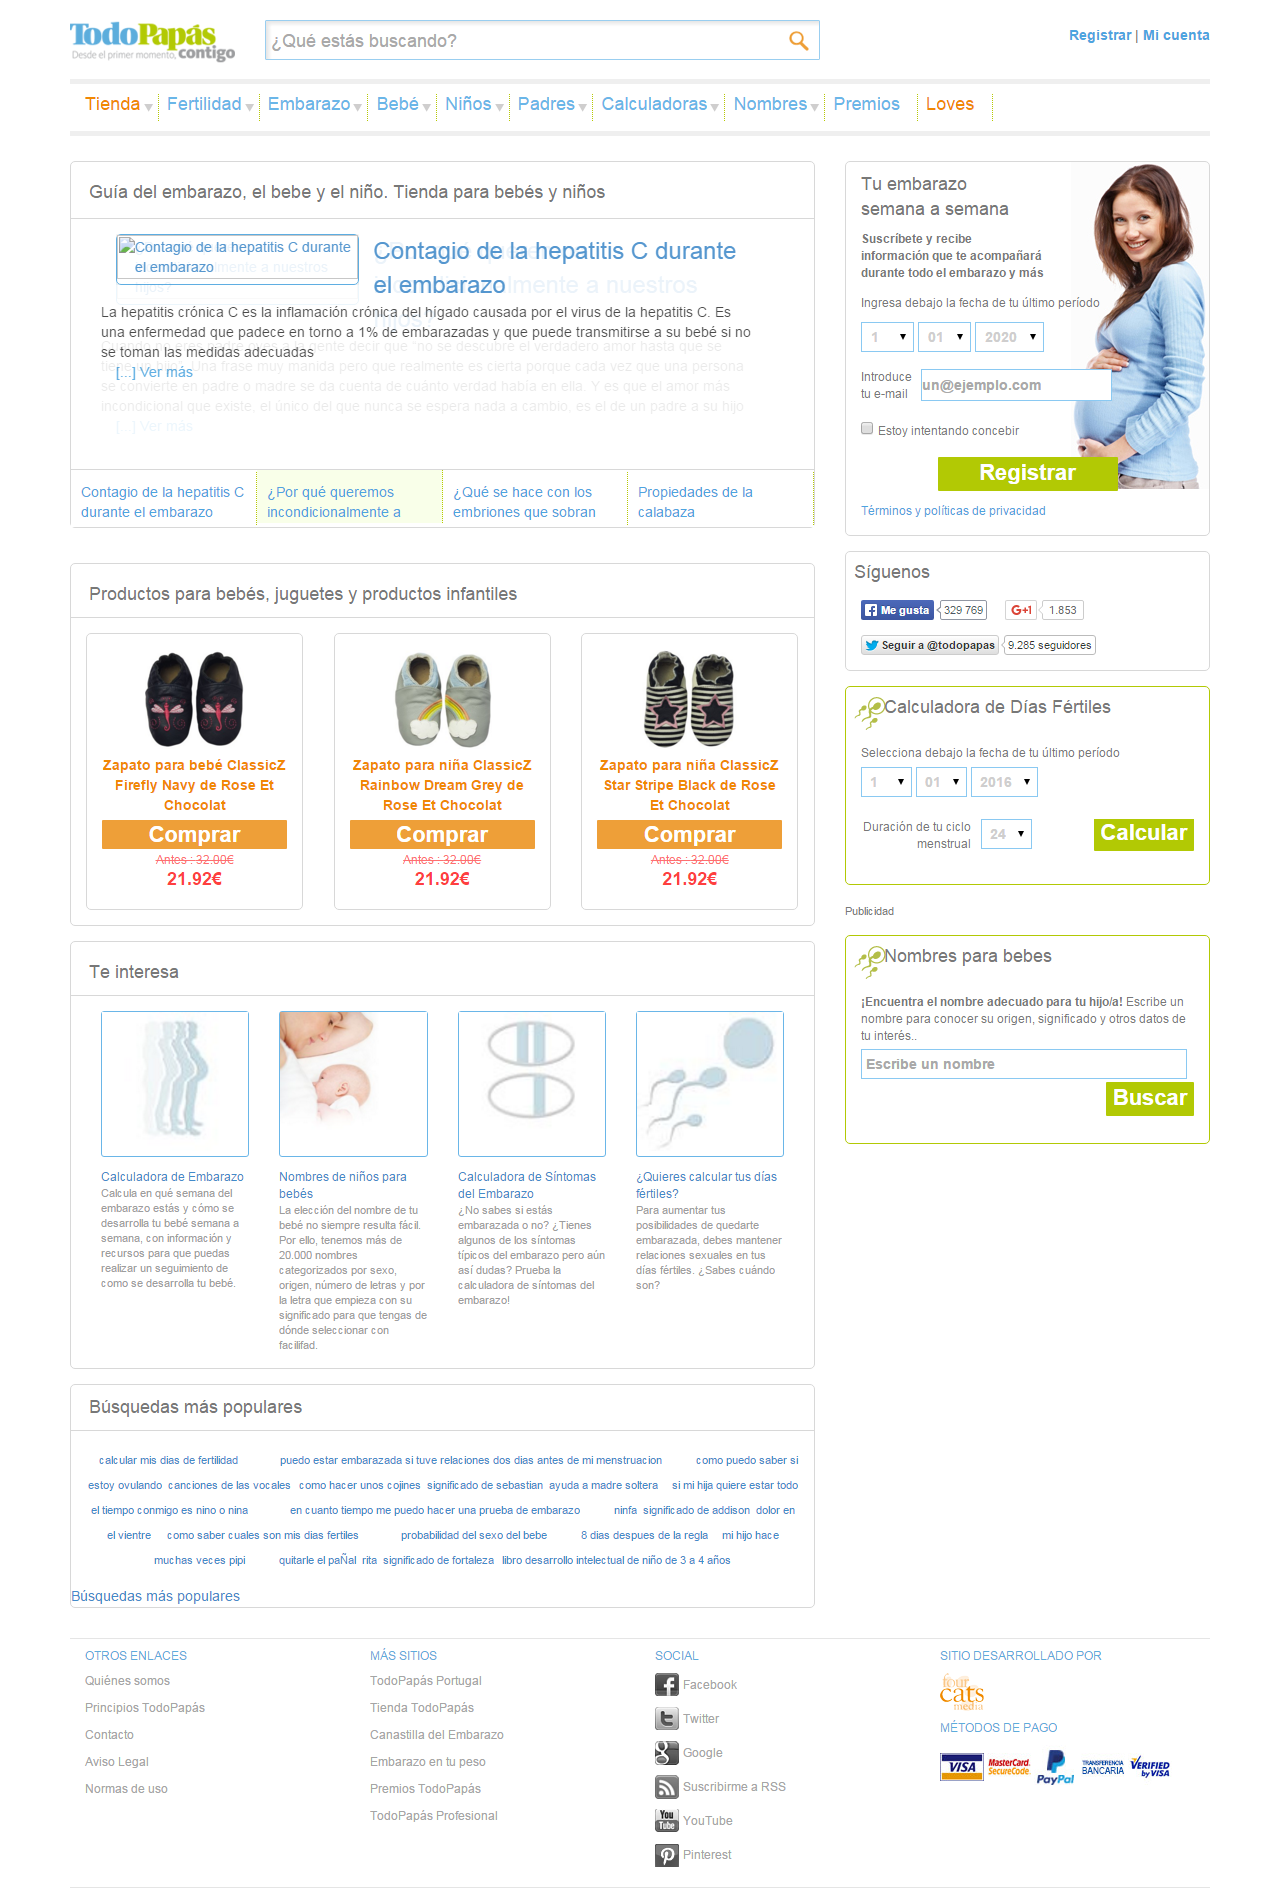 TodoPapás
Desde el primer momento, contigo
¿Qué estás buscando?
Registrar | Mi cuenta
Tienda Fertilidad Embarazo Bebé Niños Padres Calculadoras Nombres Premios Loves
Guía del embarazo, el bebe y el niño. Tienda para bebés y niños
Contagio de la hepatitis C durante
el embarazo
Contagio de la hepatitis C durante
el embarazo
La hepatitis crónica C es la inflamación crónica del hígado causada por el virus de la hepatitis C. Es
una enfermedad que padece en torno a 1% de embarazadas y que puede transmitirse a su bebé si no
se toman las medidas adecuadas
[...] Ver más
incondicional que existe, el único del que nunca se espera nada a cambio, es el de un padre a su hijo
[...] Ver más
Contagio de la hepatitis C
durante el embarazo
¿Por qué queremos
incondicionalmente a
¿Qué se hace con los
embriones que sobran
Propiedades de la
calabaza
Productos para bebés, juguetes y productos infantiles
Zapato para bebé ClassicZ
Firefly Navy de Rose Et
Chocolat
Comprar
Antes : 32.00€
21.92€
Zapato para niña ClassicZ
Rainbow Dream Grey de
Rose Et Chocolat
Comprar
Antes : 32.00€
21.92€
Zapato para niña ClassicZ
Star Stripe Black de Rose
Et Chocolat
Comprar
Antes : 32.00€
21.92€
Te interesa
Calculadora de Embarazo
Calcula en qué semana del
embarazo estás y cómo se
desarrolla tu bebé semana a
semana, con información y
recursos para que puedas
realizar un seguimiento de
como se desarrolla tu bebé.
Nombres de niños para
bebés
La elección del nombre de tu
bebé no siempre resulta fácil.
Por ello, tenemos más de
20.000 nombres
categorizados por sexo,
origen, número de letras y por
la letra que empieza con su
significado para que tengas de
dónde seleccionar con
facilifad.
Calculadora de Síntomas
del Embarazo
¿No sabes si estás
embarazada o no? ¿Tienes
algunos de los síntomas
típicos del embarazo pero aún
así dudas? Prueba la
calculadora de síntomas del
embarazo!
¿Quieres calcular tus días
fértiles?
Para aumentar tus
posibilidades de quedarte
embarazada, debes mantener
relaciones sexuales en tus
días fértiles. ¿Sabes cuándo
son?
Búsquedas más populares
calcular mis dias de fertilidad puedo estar embarazada si tuve relaciones dos dias antes de mi menstruacion como puedo saber si
estoy ovulando canciones de las vocales como hacer unos cojines significado de sebastian ayuda a madre soltera si mi hija quiere estar todo
el tiempo conmigo es nino o nina en cuanto tiempo me puedo hacer una prueba de embarazo ninfa significado de addison dolor en
el vientre como saber cuales son mis dias fertiles probabilidad del sexo del bebe 8 dias despues de la regla mi hijo hace
muchas veces pipi quitarle el paÑal rita significado de fortaleza libro desarrollo intelectual de niño de 3 a 4 años
Búsquedas más populares
Tu embarazo
semana a semana
Suscríbete y recibe
información que te acompañará
durante todo el embarazo y más
Ingresa debajo la fecha de tu último período
1 01 2020
Introduce
tu e-mail
un@ejemplo.com
Estoy intentando concebir
Registrar
Términos y políticas de privacidad
Síguenos
Me gusta 329 769 G+1 1.853
Seguir a @todopapas 9.285 seguidores
Calculadora de Días Fértiles
Selecciona debajo la fecha de tu último período
1 01 2016
Duración de tu ciclo
menstrual
24
Calcular
Publicidad
Nombres para bebes
¡Encuentra el nombre adecuado para tu hijo/a! Escribe un
nombre para conocer su origen, significado y otros datos de
tu interés..
Escribe un nombre
Buscar
OTROS ENLACES
Quiénes somos
Principios TodoPapás
Contacto
Aviso Legal
Normas de uso
MÁS SITIOS
TodoPapás Portugal
Tienda TodoPapás
Canastilla del Embarazo
Embarazo en tu peso
Premios TodoPapás
TodoPapás Profesional
SOCIAL
Facebook
Twitter
Google
Suscribirme a RSS
YouTube
Pinterest
SITIO DESARROLLADO POR
four
cats
media
MÉTODOS DE PAGO
VISA MasterCard. SecureCode. PayPal TRANSFERENCIA BANCARIA VERIFIED by VISA